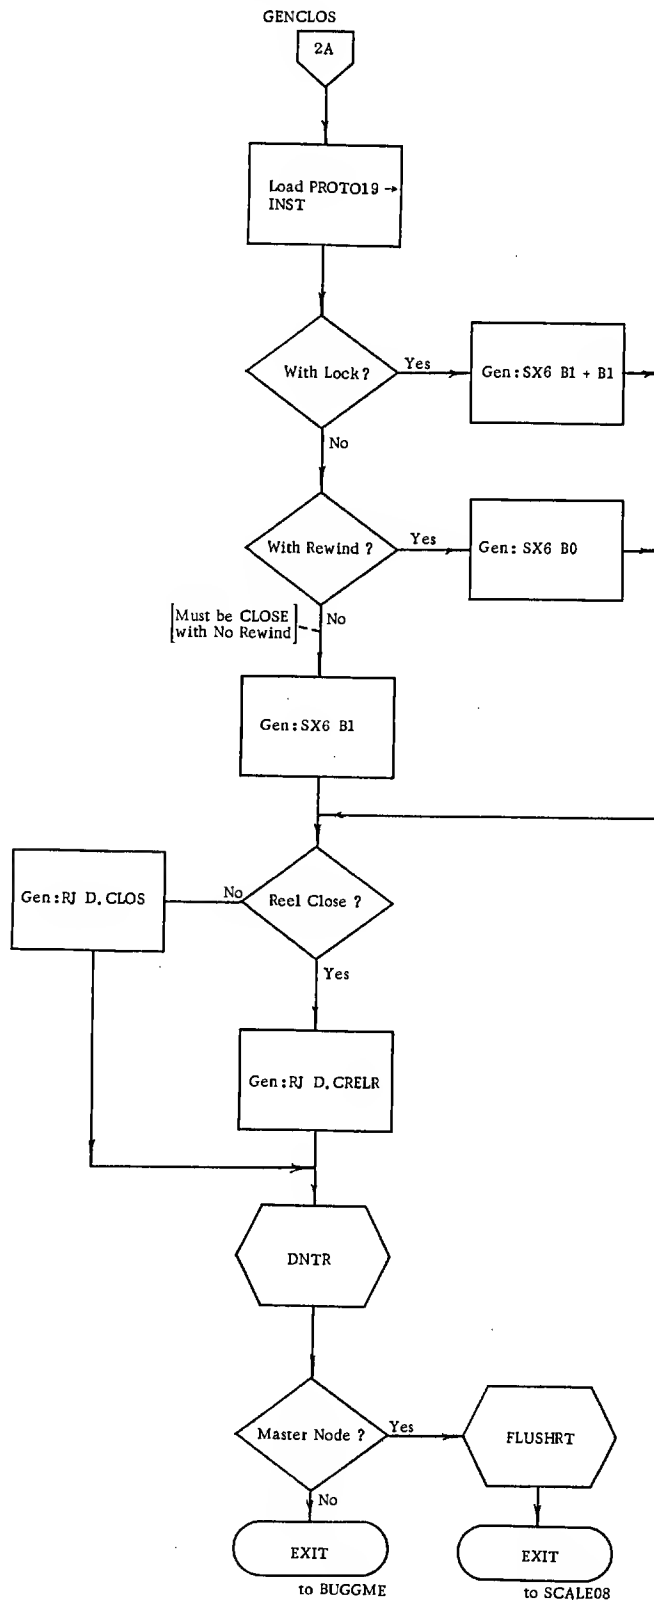 GENCLOS
2A
Load PROTO19 →
INST
With Lock?
Yes
Gen:SX6 B1 + B1
No
With Rewind?
Yes
Gen: SX6 B0
[Must be CLOSE
with No Rewind]
No
Gen:SX6 B1
Gen:RJ D.CLOS
No
Reel Close ?
Yes
Gen:RJ D.CRELR
DNTR
Master Node ?
Yes
FLUSHRT
No
EXIT
to BUGGME
EXIT
to SCALE08